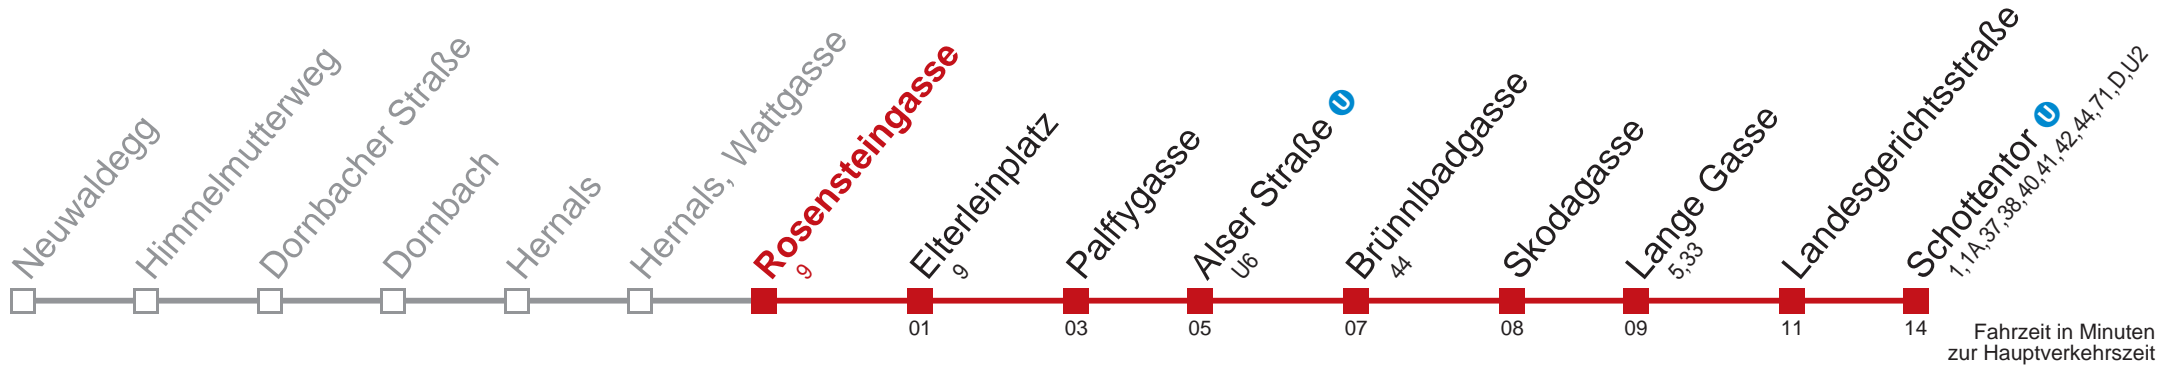 Neuwaldegg
Himmelmutterweg
Dornbacher Straße
Dornbach
Hernals
Hernals, Wattgasse
Rosensteingasse
9
Elterleinplatz
9
Palffygasse
Alser Straße U
U6
Brünnlbadgasse
44
Skodagasse
Lange Gasse
5,33
Landesgerichtsstraße
Schottentor U
1,1A,37,38,40,41,42,44,71,D,U2
01 03 05 07 08 09 11 14
Fahrzeit in Minuten
zur Hauptverkehrszeit